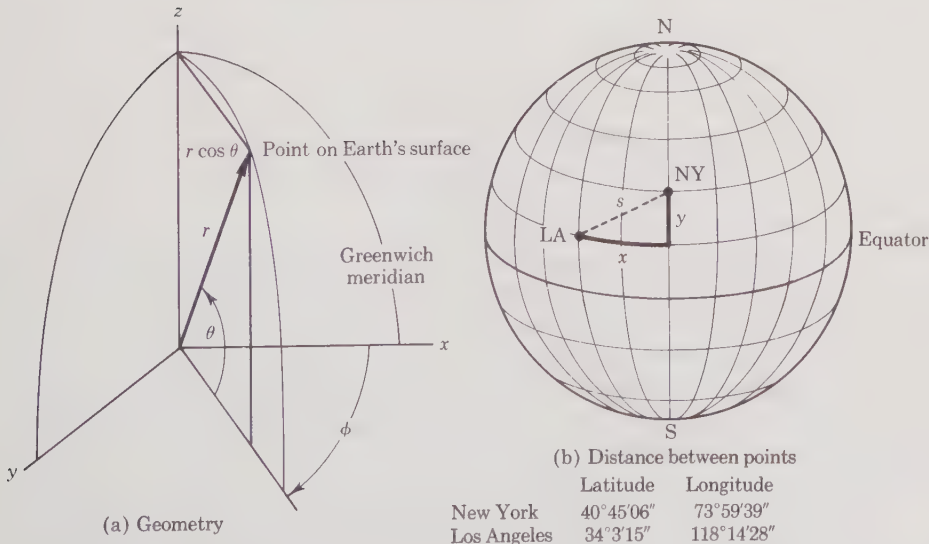 z
r cos θ
Point on Earth's surface
r
Greenwich
meridian
θ
x
ϕ
y
(a) Geometry
N
NY
s
LA
y
x
Equator
S
(b) Distance between points
Latitude Longitude
New York 40°45′06″ 73°59′39″
Los Angeles 34°3′15″ 118°14′28″